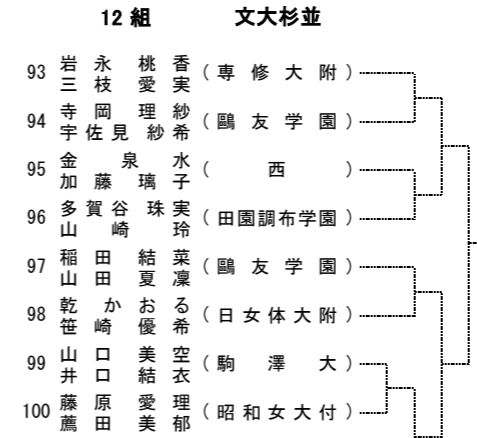 12 組 文大杉並
93 岩永 桃香 (専修大附)
三枝 愛実
94 寺岡 理紗 (鷗友学園)
宇佐見 紗希
95 金 泉水 (西)
加藤 璃子
96 多賀谷 珠実 (田園調布学園)
山崎 玲
97 稲田 結菜 (鷗友学園)
山田 夏凜
98 乾 かおる (日女体大附)
笹崎 優希
99 山口 美空 (駒澤大)
井口 結衣
100 藤原 愛理 (昭和女大付)
薦田 美郁